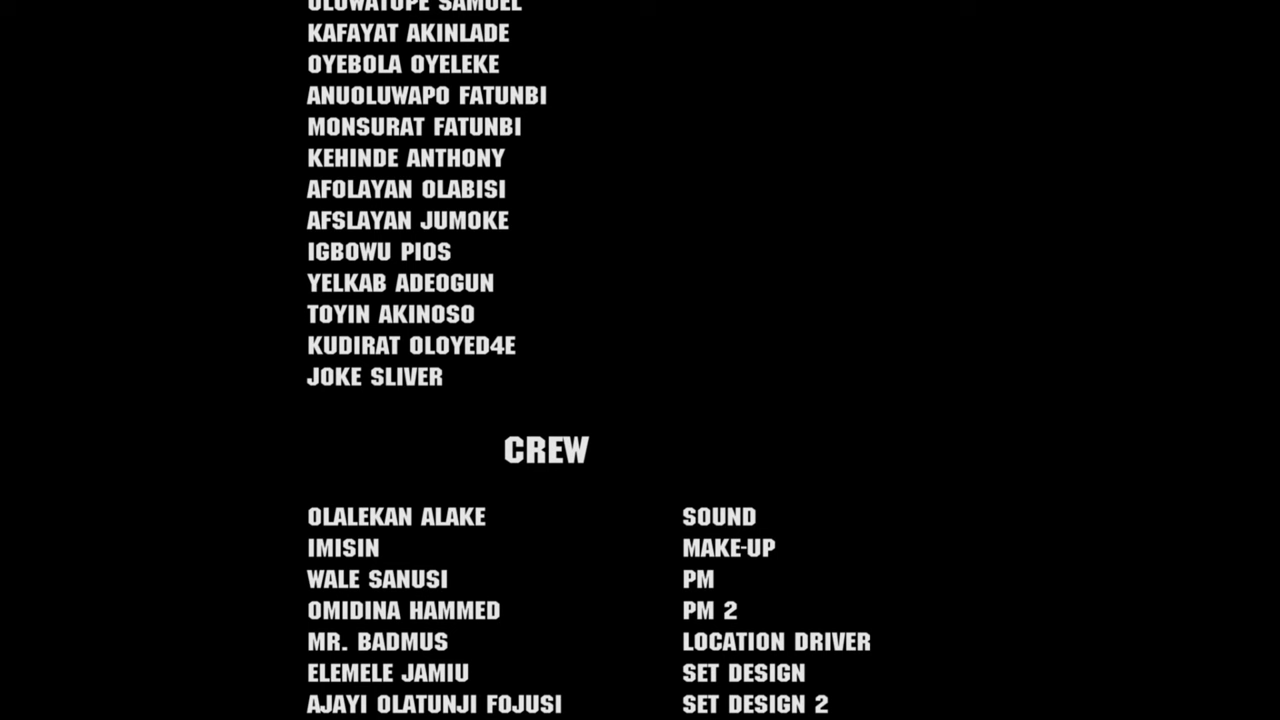 OLUWATOPE SAMUEL
KAFAYAT AKINLADE
OYEBOLA OYELEKE
ANUOLUWAPO FATUNBI
MONSURAT FATUNBI
KEHINDE ANTHONY
AFOLAYAN OLABISI
AFSLAYAN JUMOKE
IGBOWU PIOS
YELKAB ADEOGUN
TOYIN AKINOSO
KUDIRAT OLOYED4E
JOKE SLIVER
CREW
OLALEKAN ALAKE SOUND
IMISIN MAKE-UP
WALE SANUSI PM
OMIDINA HAMMED PM 2
MR. BADMUS LOCATION DRIVER
ELEMELE JAMIU SET DESIGN
AJAYI OLATUNJI FOJUSI SET DESIGN 2